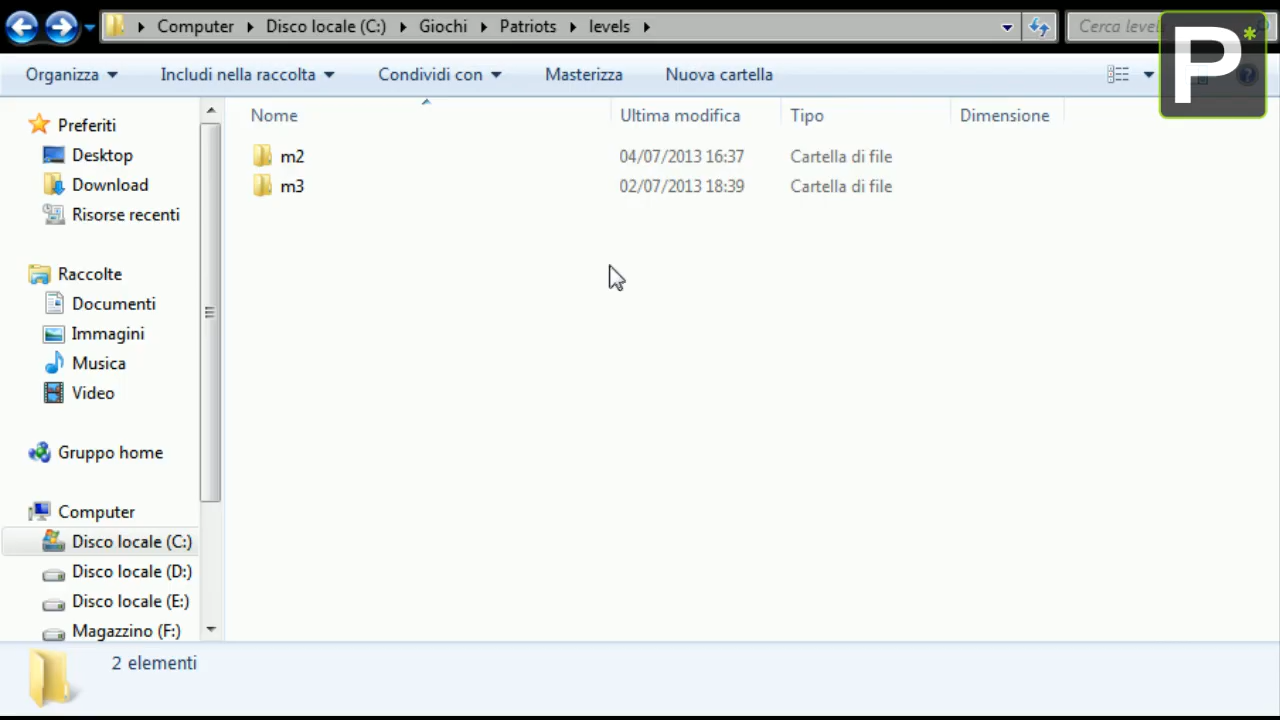 Computer Disco locale (C:) Giochi Patriots levels
Cerca levels
P*
Organizza Includi nella raccolta Condividi con Masterizza Nuova cartella
Nome Ultima modifica Tipo Dimensione
m2 04/07/2013 16:37 Cartella di file
m3 02/07/2013 18:39 Cartella di file
Preferiti
Desktop
Download
Risorse recenti
Raccolte
Documenti
Immagini
Musica
Video
Gruppo home
Computer
Disco locale (C:)
Disco locale (D:)
Disco locale (E:)
Magazzino (F:)
2 elementi